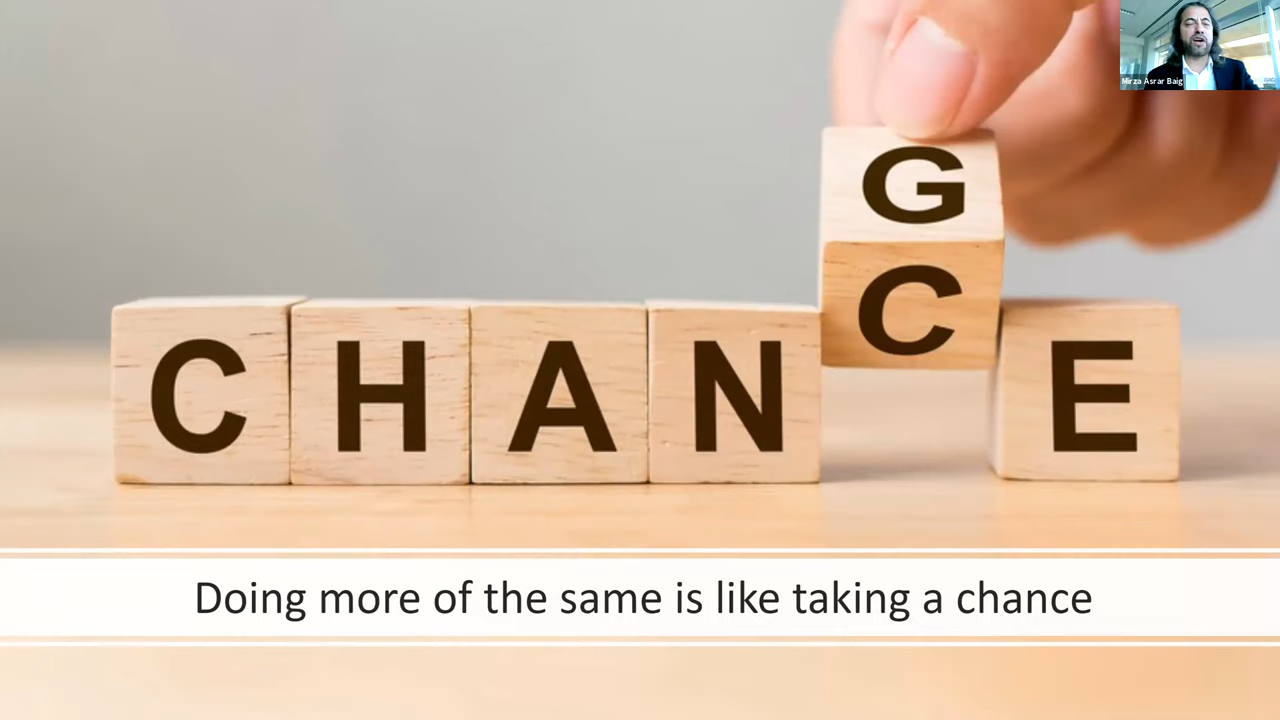 Mirza Asrar Baig
G
CHANCE
Doing more of the same is like taking a chance